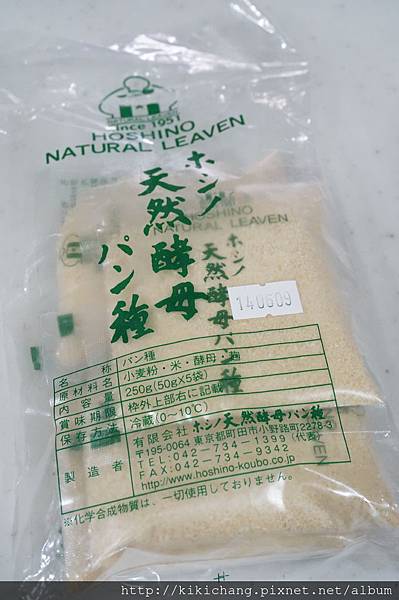 NATURAL LEAVEN
Since 1951
HOSHINO
NATURAL LEAVEN
ホシノ
天然酵母
パン種
HOSHINO
NATURAL LEAVEN
ホシノ
天然酵母パン種
140609
名 称 パン種
原材料名 小麦粉・米・酵母・麹
内容量 250g(50g×5袋)
賞味期限 枠外上部右に記載
保存方法 冷蔵(0~10℃)
製造者 有限会社 ホシノ天然酵母パン種
〒195-0064 東京都町田市小野路町2278-3
TEL:042-734-1399(代表)
FAX:042-734-9342
http://www.hoshino-koubo.co.jp
※化学合成物質は、一切使用しておりません。
http://kikichang.pixnet.net/album